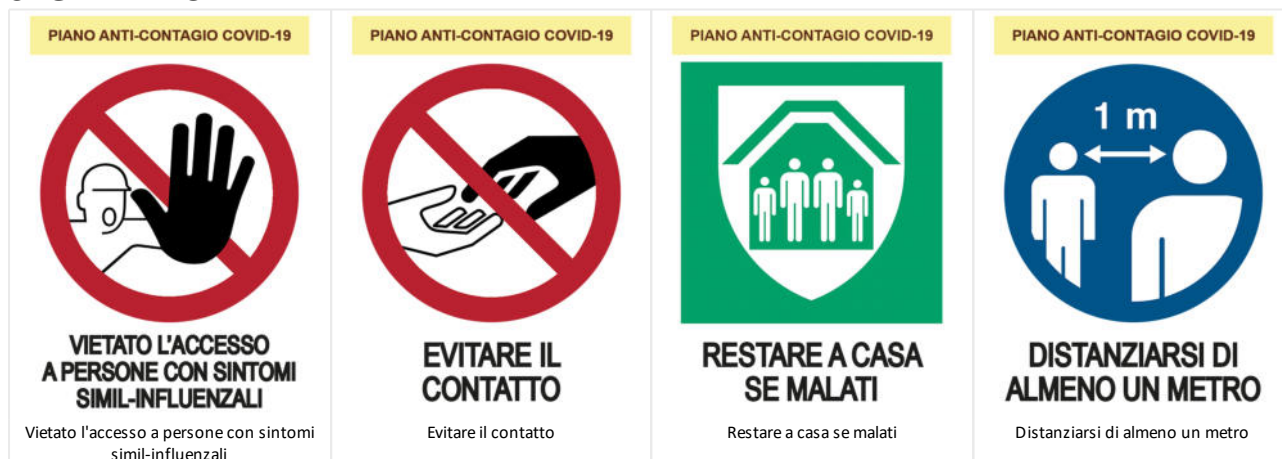 PIANO ANTI-CONTAGIO COVID-19
VIETATO L'ACCESSO
A PERSONE CON SINTOMI
SIMIL-INFLUENZALI
Vietato l'accesso a persone con sintomi
simil-influenzali
PIANO ANTI-CONTAGIO COVID-19
EVITARE IL
CONTATTO
Evitare il contatto
PIANO ANTI-CONTAGIO COVID-19
RESTARE A CASA
SE MALATI
Restare a casa se malati
PIANO ANTI-CONTAGIO COVID-19
1 m
DISTANZIARSI DI
ALMENO UN METRO
Distanziarsi di almeno un metro